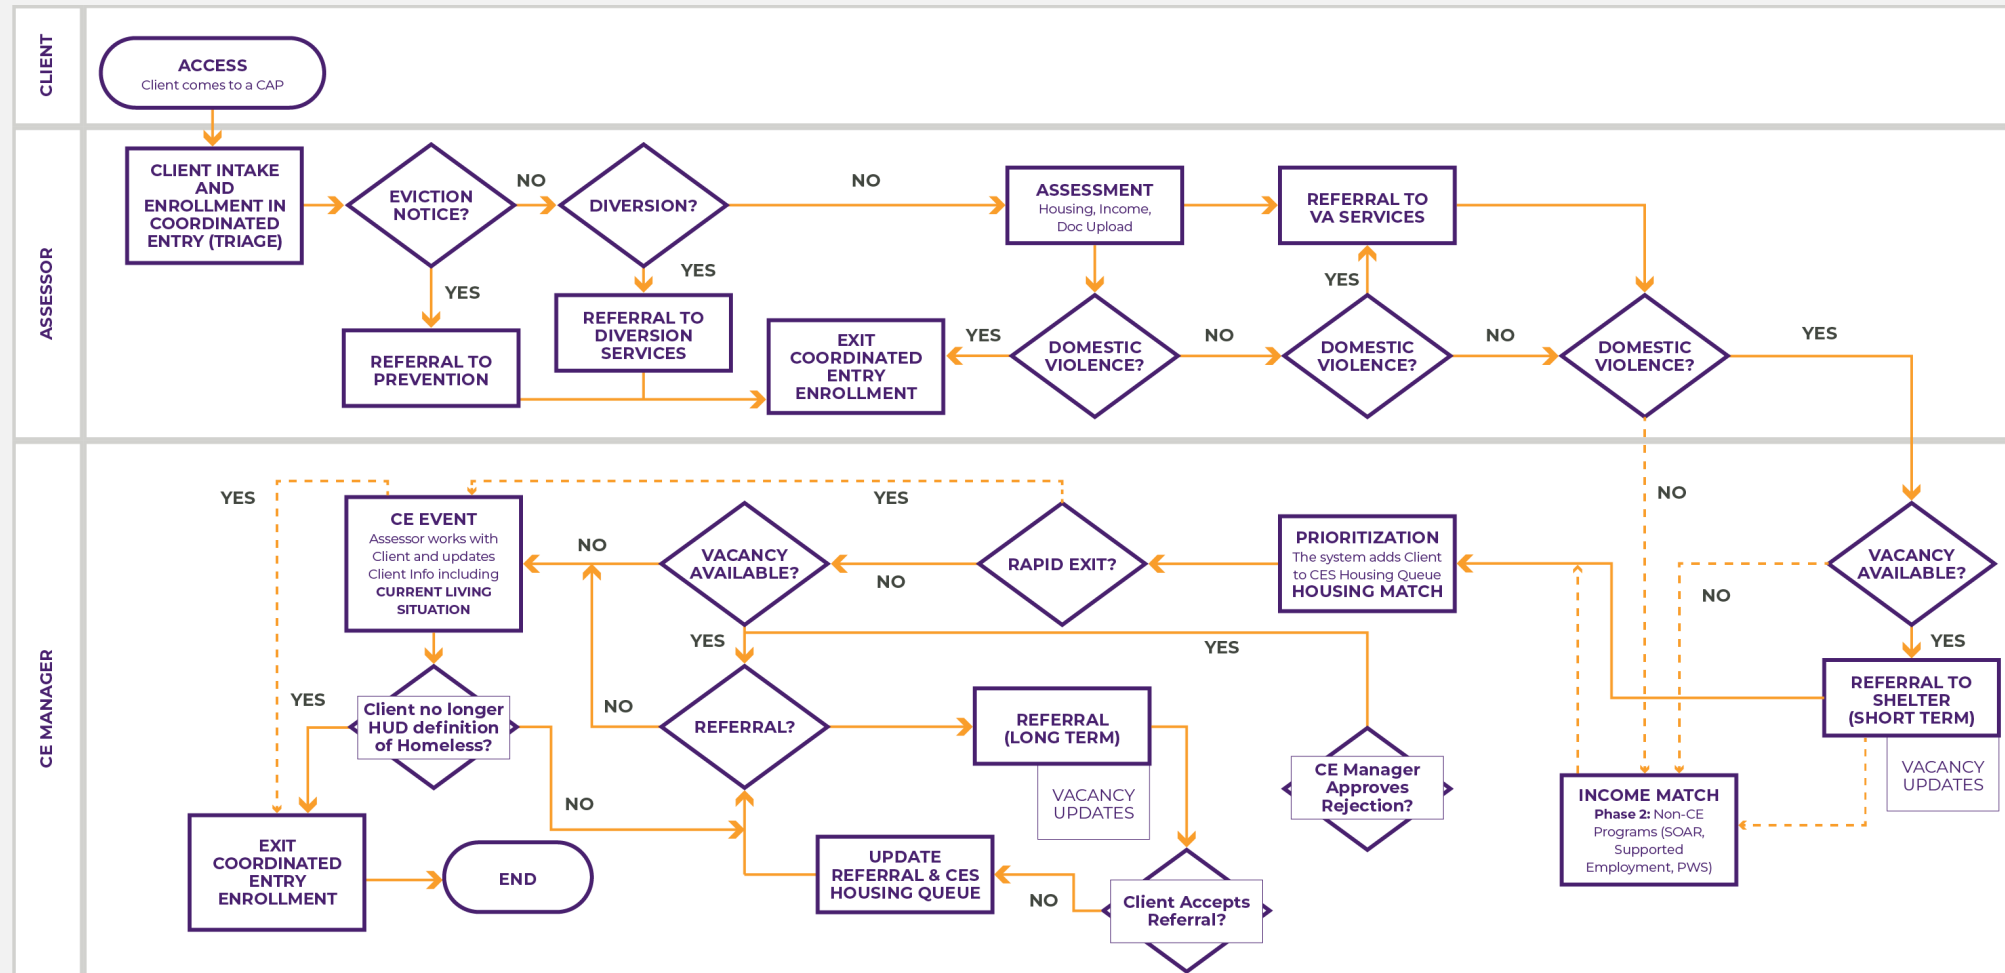 CLIENT
ACCESS
Client comes to a CAP
ASSESSOR
CLIENT INTAKE
AND
ENROLLMENT IN
COORDINATED
ENTRY (TRIAGE)
EVICTION
NOTICE?
NO
YES
DIVERSION?
NO
YES
REFERRAL TO
PREVENTION
REFERRAL TO
DIVERSION
SERVICES
EXIT
COORDINATED
ENTRY
ENROLLMENT
ASSESSMENT
Housing, Income,
Doc Upload
YES
DOMESTIC
VIOLENCE?
NO
REFERRAL TO
VA SERVICES
YES
DOMESTIC
VIOLENCE?
NO
DOMESTIC
VIOLENCE?
YES
NO
CE MANAGER
YES
CE EVENT
Assessor works with
Client and updates
Client Info including
CURRENT LIVING
SITUATION
NO
VACANCY
AVAILABLE?
YES
NO
RAPID EXIT?
PRIORITIZATION
The system adds Client
to CES Housing Queue
HOUSING MATCH
NO
VACANCY
AVAILABLE?
YES
YES
YES
REFERRAL TO
SHELTER
(SHORT TERM)
VACANCY
UPDATES
YES
Client no longer
HUD definition
of Homeless?
NO
NO
REFERRAL?
REFERRAL
(LONG TERM)
VACANCY
UPDATES
CE Manager
Approves
Rejection?
INCOME MATCH
Phase 2: Non-CE
Programs (SOAR,
Supported
Employment, PWS)
EXIT
COORDINATED
ENTRY
ENROLLMENT
END
UPDATE
REFERRAL & CES
HOUSING QUEUE
NO
Client Accepts
Referral?